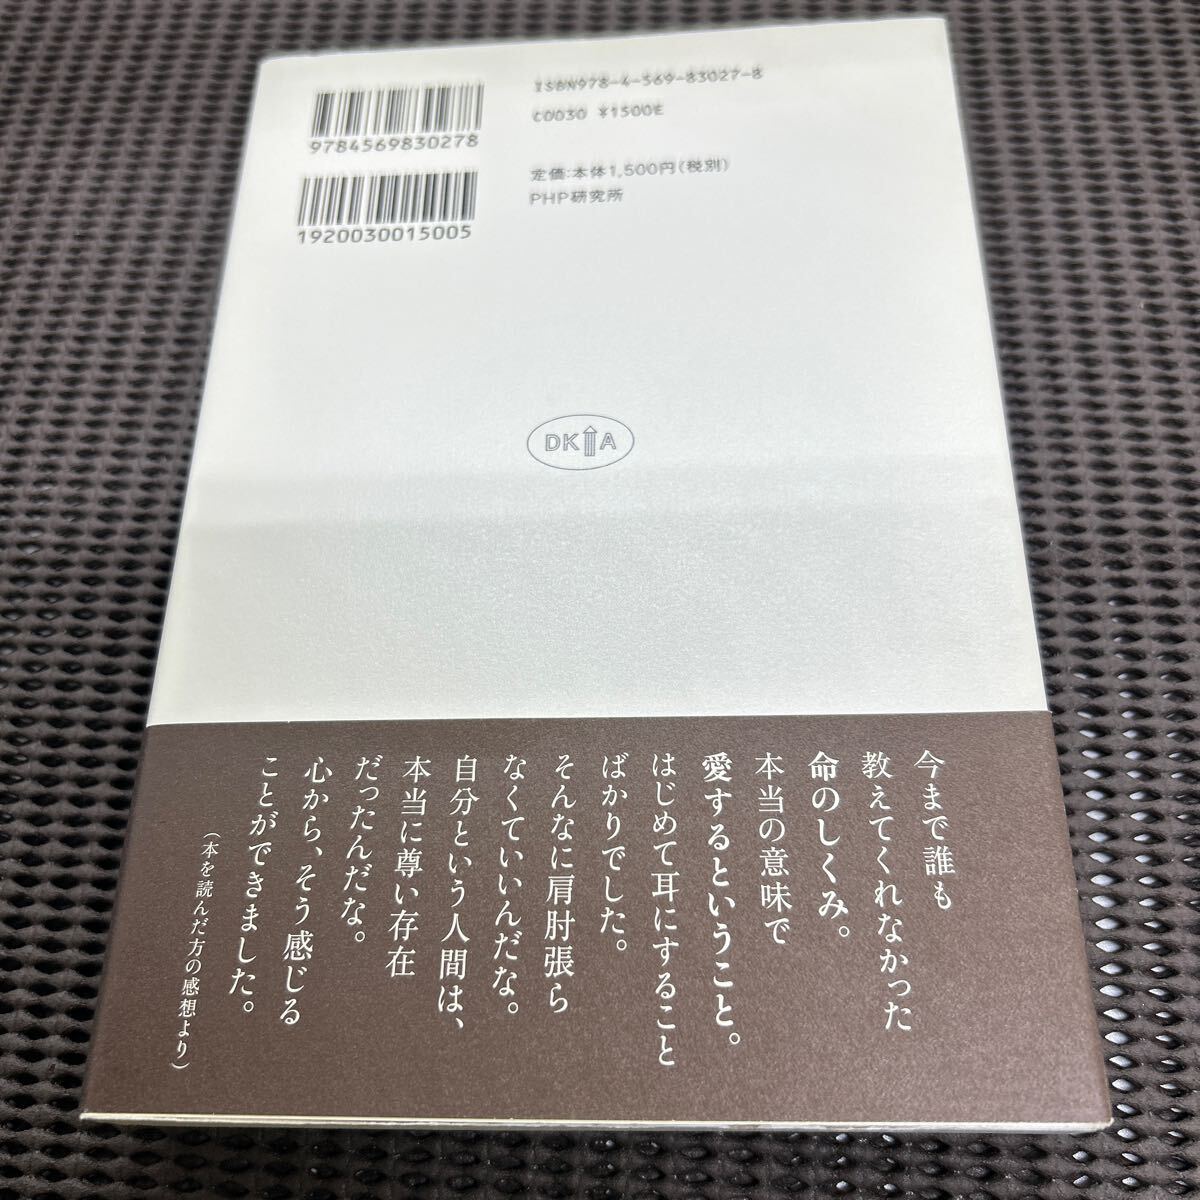 9784569830278
1920030015005
ISBN978-4-569-83027-8
C0030 ¥1500E
定価:本体1,500円(税別)
PHP研究所
DK A
今まで誰も
教えてくれなかった
命のしくみ。
本当の意味で
愛するということ。
はじめて耳にすること
ばかりでした。
そんなに肩肘張ら
なくていいんだな。
自分という人間は、
本当に尊い存在
だったんだな。
心から、そう感じる
ことができました。
(本を読んだ方の感想より)